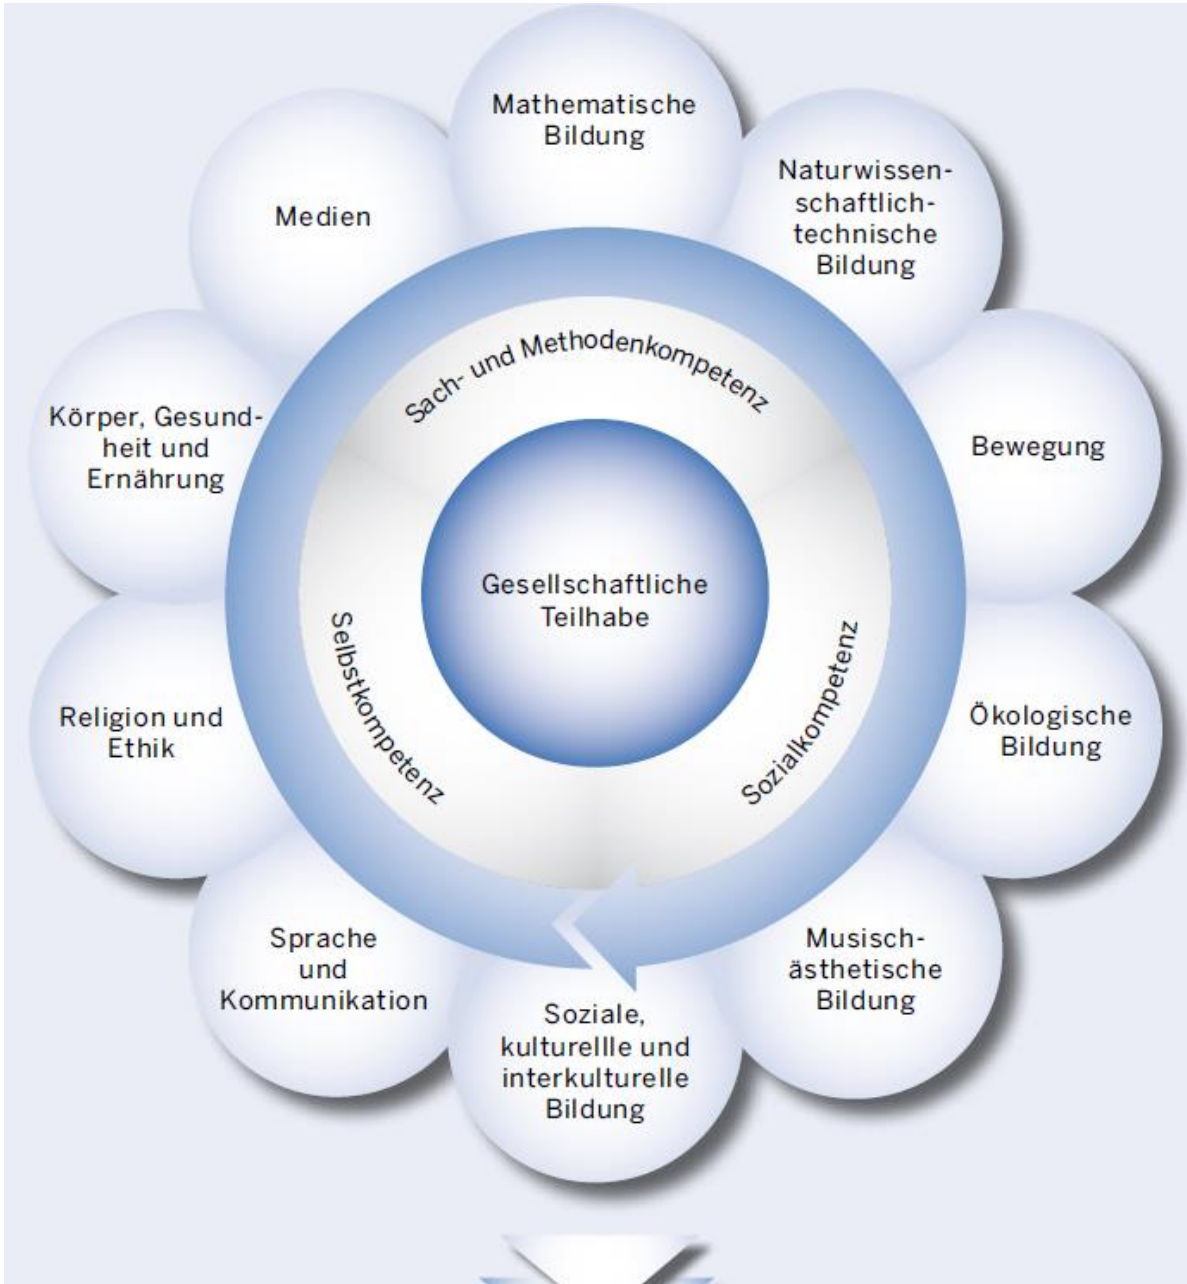 Mathematische
Bildung
Naturwissen-
schaftlich-
technische
Bildung
Medien
Sach- und Methodenkompetenz
Körper, Gesund-
heit und
Ernährung
Bewegung
Gesellschaftliche
Teilhabe
Selbstkompetenz
Sozialkompetenz
Religion und
Ethik
Ökologische
Bildung
Sprache
und
Kommunikation
Musisch-
ästhetische
Bildung
Soziale,
kulturellle und
interkulturelle
Bildung